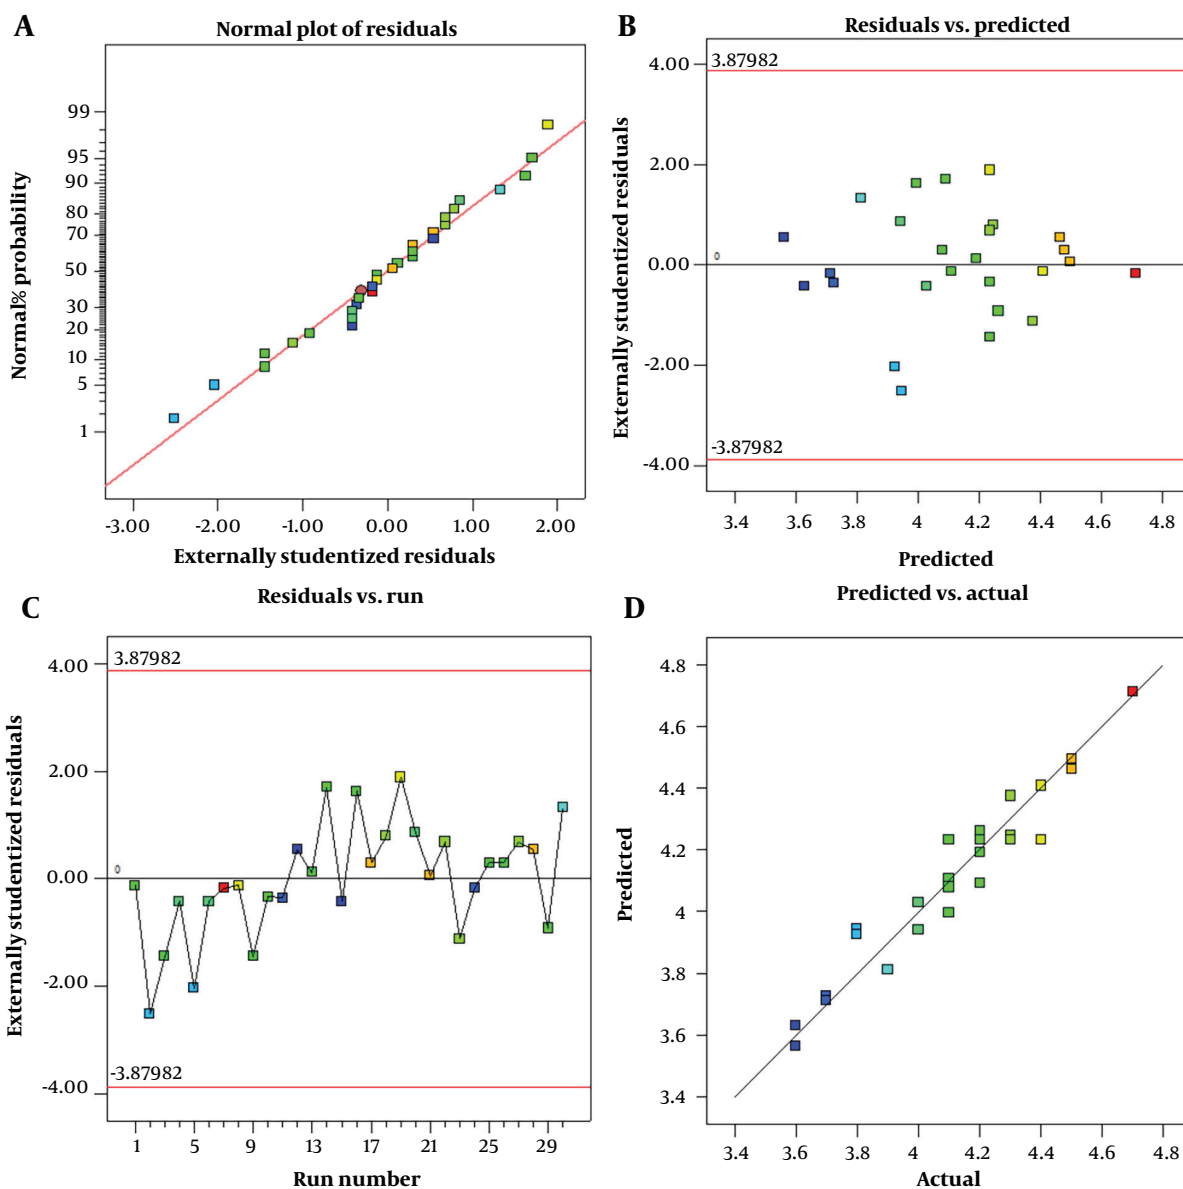 A
Normal plot of residuals
Normal% probability
99
95
90
80
70
50
30
20
10
5
1
-3.00 -2.00 -1.00 0.00 1.00 2.00
Externally studentized residuals
B
Residuals vs. predicted
Externally studentized residuals
4.00
3.87982
2.00
0
0.00
-2.00
-3.87982
-4.00
3.4 3.6 3.8 4 4.2 4.4 4.6 4.8
Predicted
C
Residuals vs. run
Externally studentized residuals
3.87982
4.00
2.00
0
0.00
-2.00
-3.87982
-4.00
1 5 9 13 17 21 25 29
Run number
D
Predicted vs. actual
Predicted
4.8
4.6
4.4
4.2
4
3.8
3.6
3.4
3.4 3.6 3.8 4 4.2 4.4 4.6 4.8
Actual